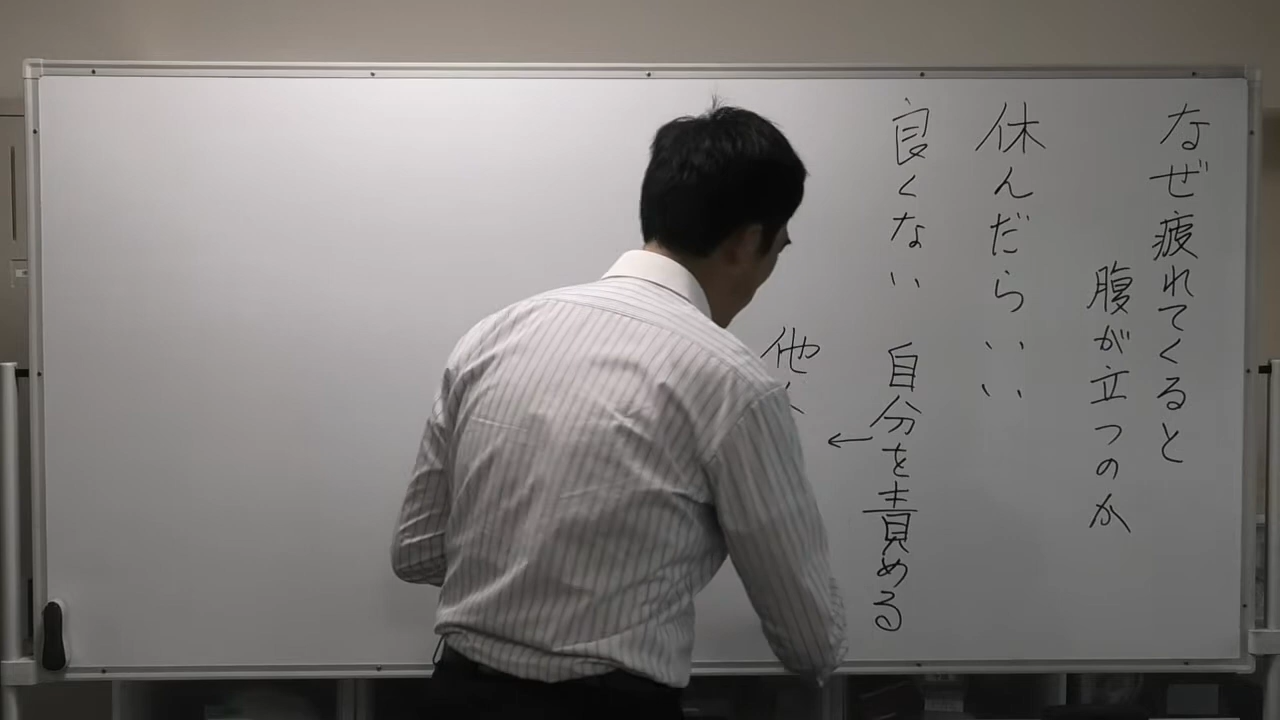 なぜ疲れてくると
腹が立つのか
休んだらいい
良くない 自分を責める
←
他